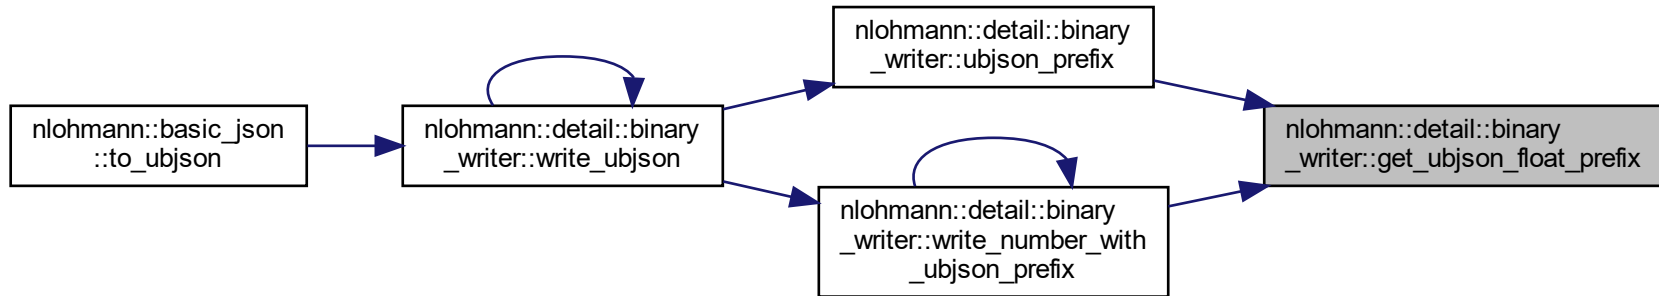 nlohmann::basic_json
::to_ubjson
nlohmann::detail::binary
_writer::write_ubjson
nlohmann::detail::binary
_writer::ubjson_prefix
nlohmann::detail::binary
_writer::write_number_with
_ubjson_prefix
nlohmann::detail::binary
_writer::get_ubjson_float_prefix